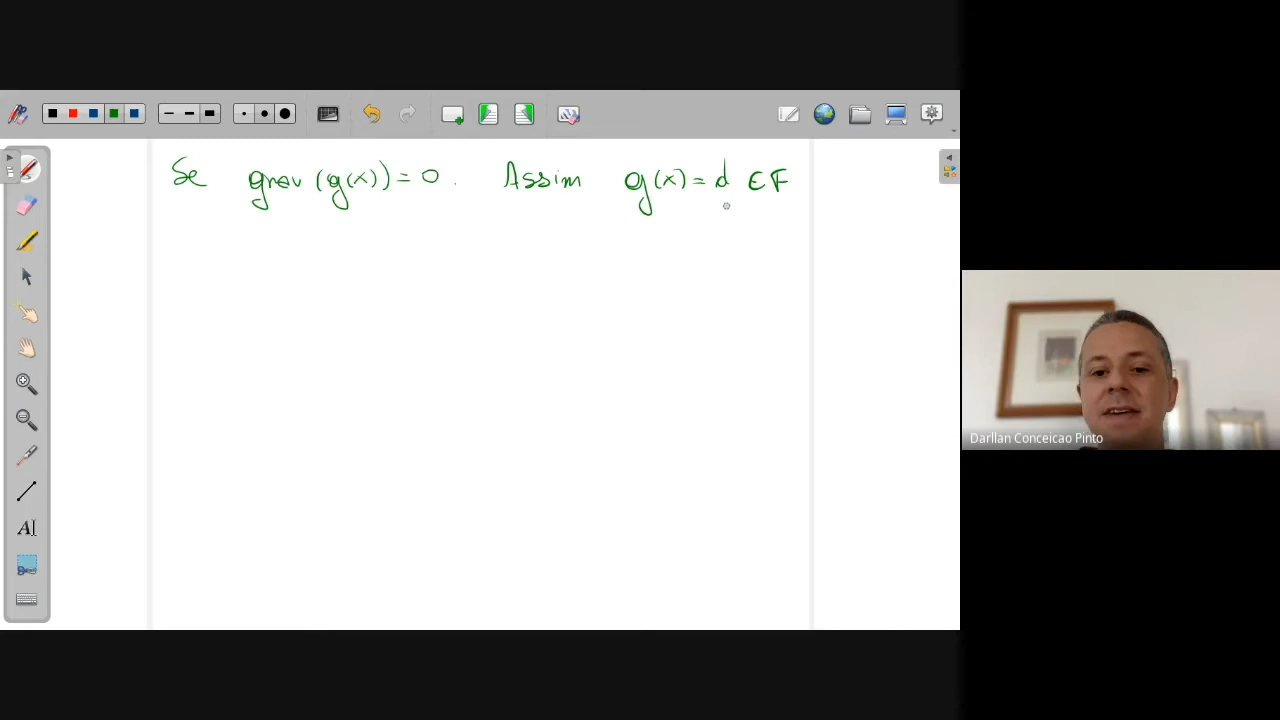 Se grau (g(x)) = 0. Assim g(x) = d ∈ F
Darllan Conceicao Pinto